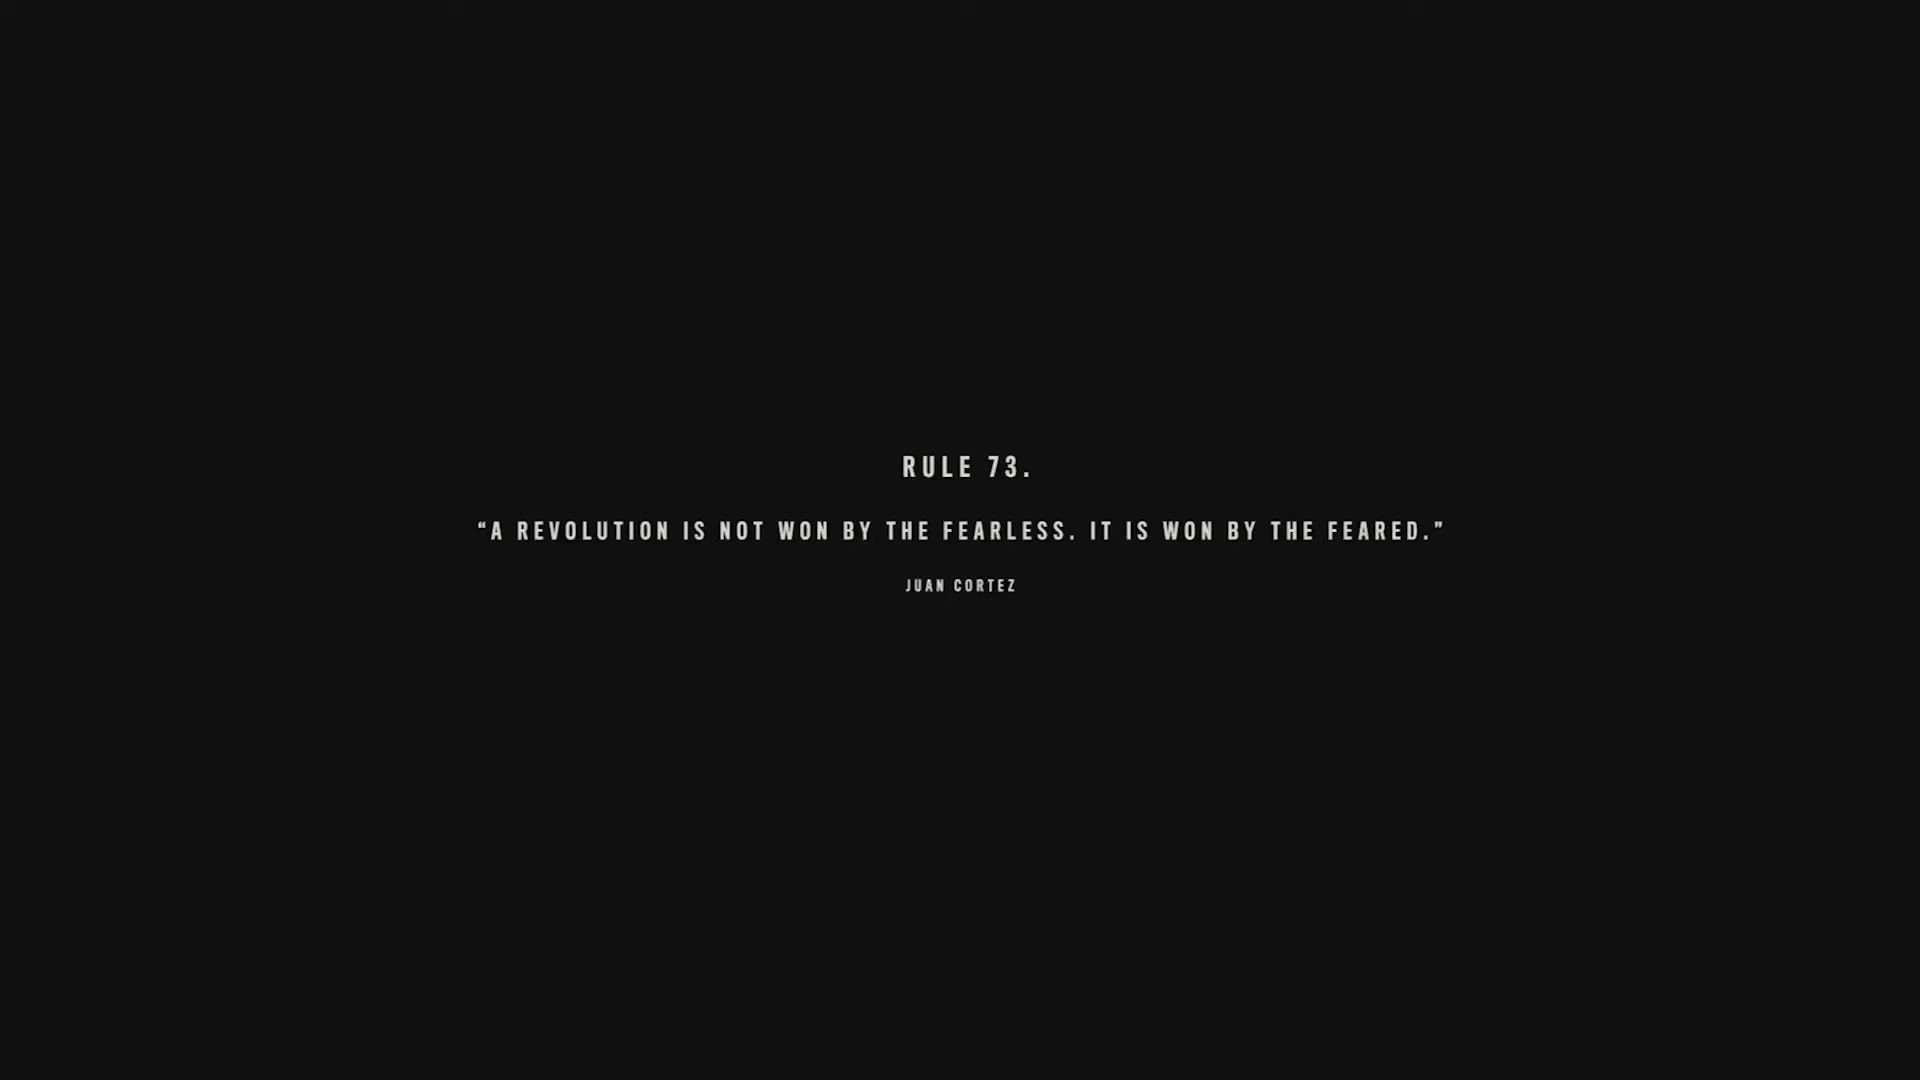 RULE 73.
“A REVOLUTION IS NOT WON BY THE FEARLESS. IT IS WON BY THE FEARED.”
JUAN CORTEZ